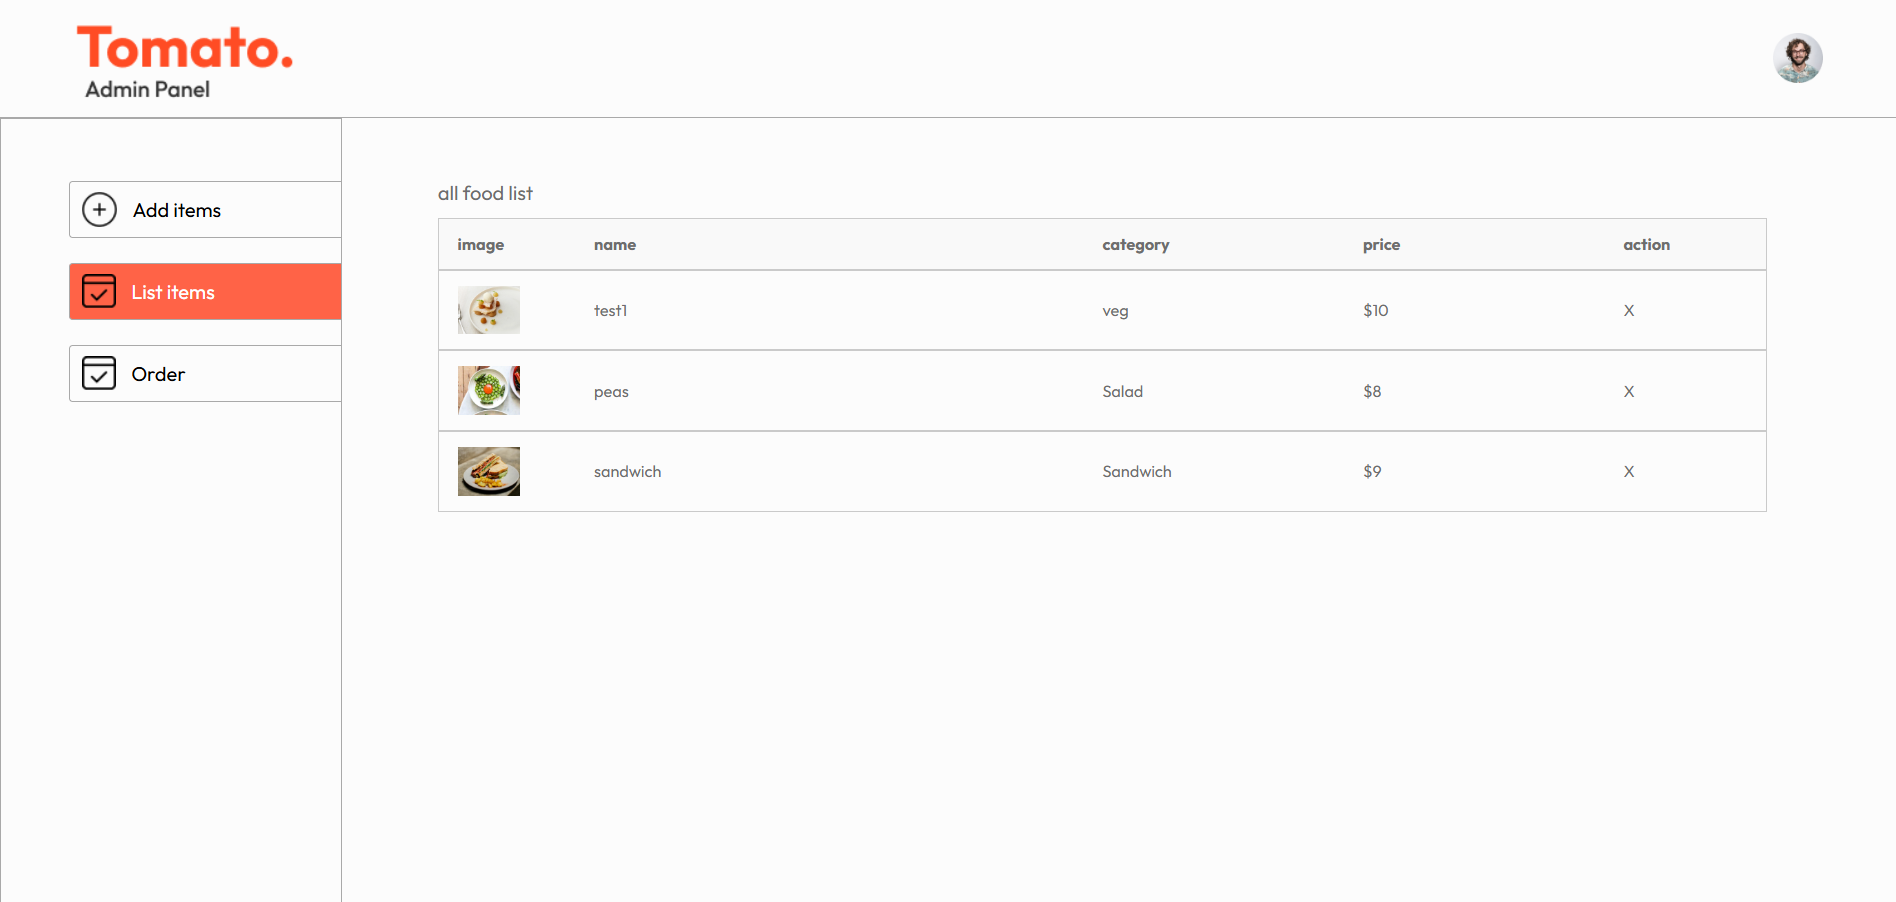 Tomato.
Admin Panel
Add items
List items
Order
all food list
image name category price action
test1 veg $10 X
peas Salad $8 X
sandwich Sandwich $9 X